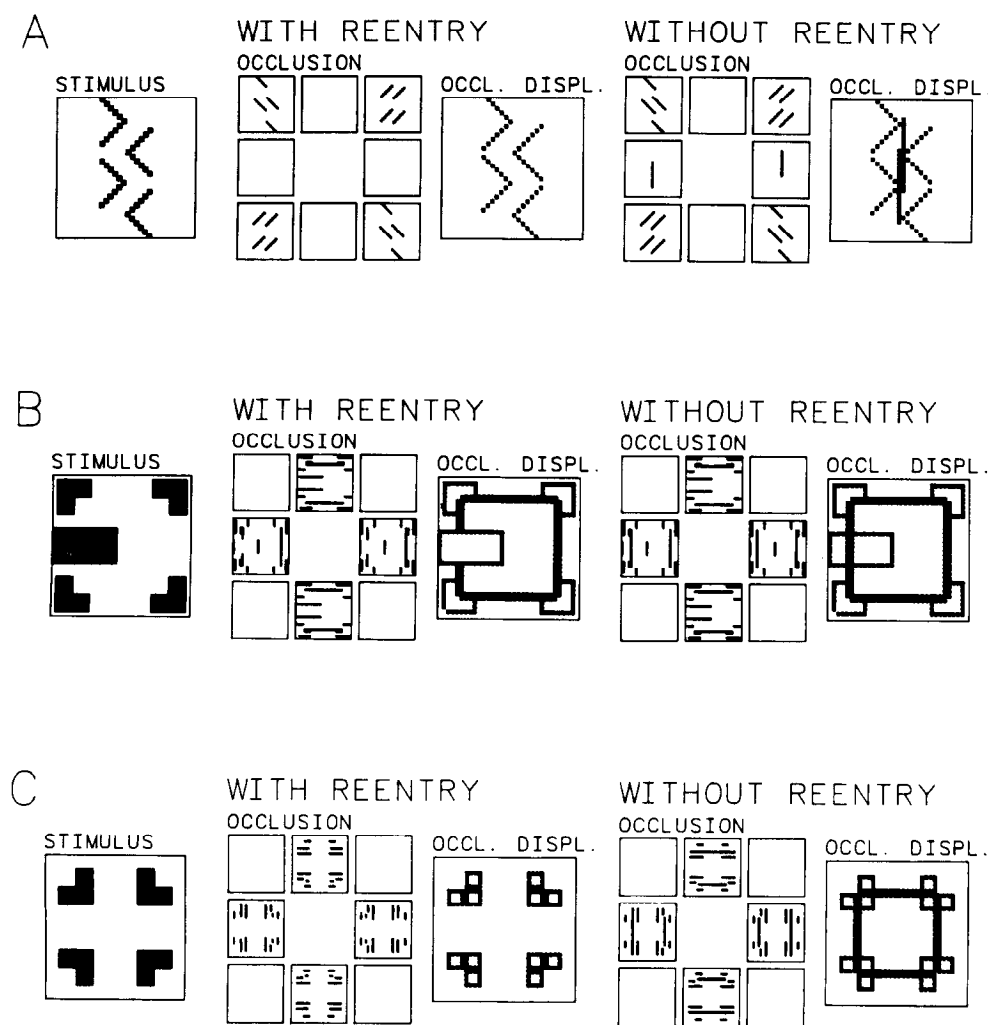 A
WITH REENTRY
WITHOUT REENTRY
OCCLUSION
OCCLUSION
STIMULUS
OCCL. DISPL.
OCCL. DISPL.
B
WITH REENTRY
WITHOUT REENTRY
OCCLUSION
OCCLUSION
STIMULUS
OCCL. DISPL.
OCCL. DISPL.
C
WITH REENTRY
WITHOUT REENTRY
OCCLUSION
OCCLUSION
STIMULUS
OCCL. DISPL.
OCCL. DISPL.